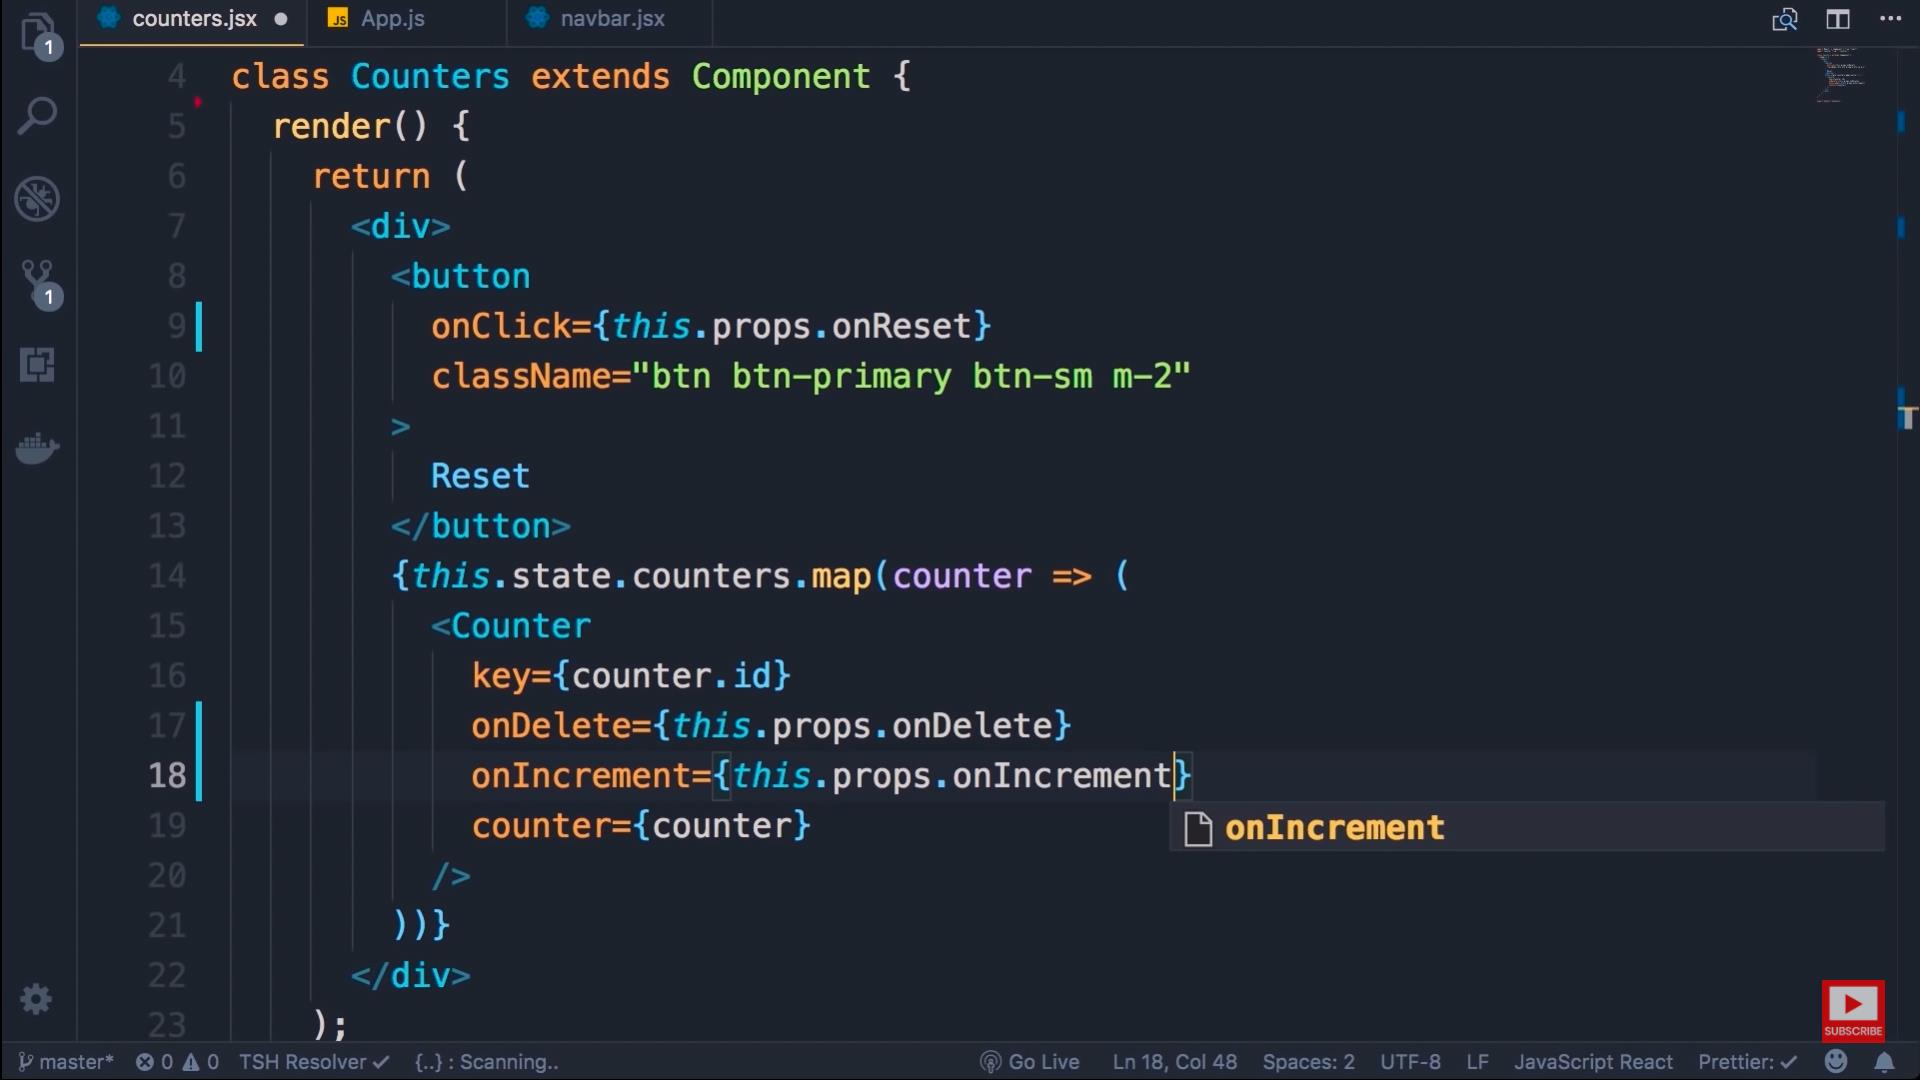 1
counters.jsx
JS App.js
navbar.jsx
4 class Counters extends Component {
5 render() {
6 return (
7 <div>
8 <button
9 onClick={this.props.onReset}
10 className="btn btn-primary btn-sm m-2"
11 >
12 Reset
13 </button>
14 {this.state.counters.map(counter => (
15 <Counter
16 key={counter.id}
17 onDelete={this.props.onDelete}
18 onIncrement={this.props.onIncrement}
19 counter={counter}
onIncrement
20 />
21 ))}
22 </div>
23 );
1
T
SUBSCRIBE
master* 0 0 TSH Resolver ✓ {..} : Scanning.. Go Live Ln 18, Col 48 Spaces: 2 UTF-8 LF JavaScript React Prettier: ✓